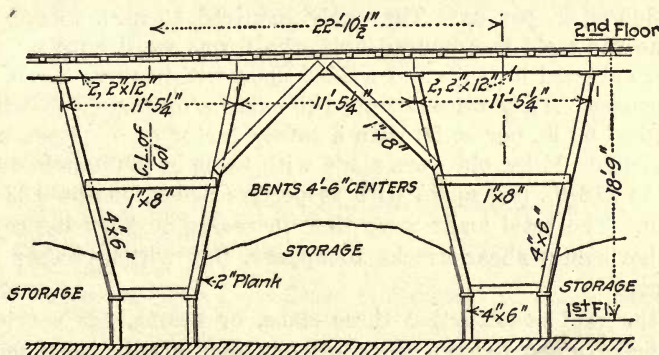 22'-10½"
2nd Floor
2, 2"x12"
2, 2"x12"
11'-5¼"
11'-5¼"
11'-5¼"
1"x8"
℄ of
Col
18'-9"
1"x8"
BENTS 4'-6" CENTERS
1"x8"
4"x6"
4"x6"
STORAGE
STORAGE
STORAGE
2" Plank
4"x6"
1st Fl.